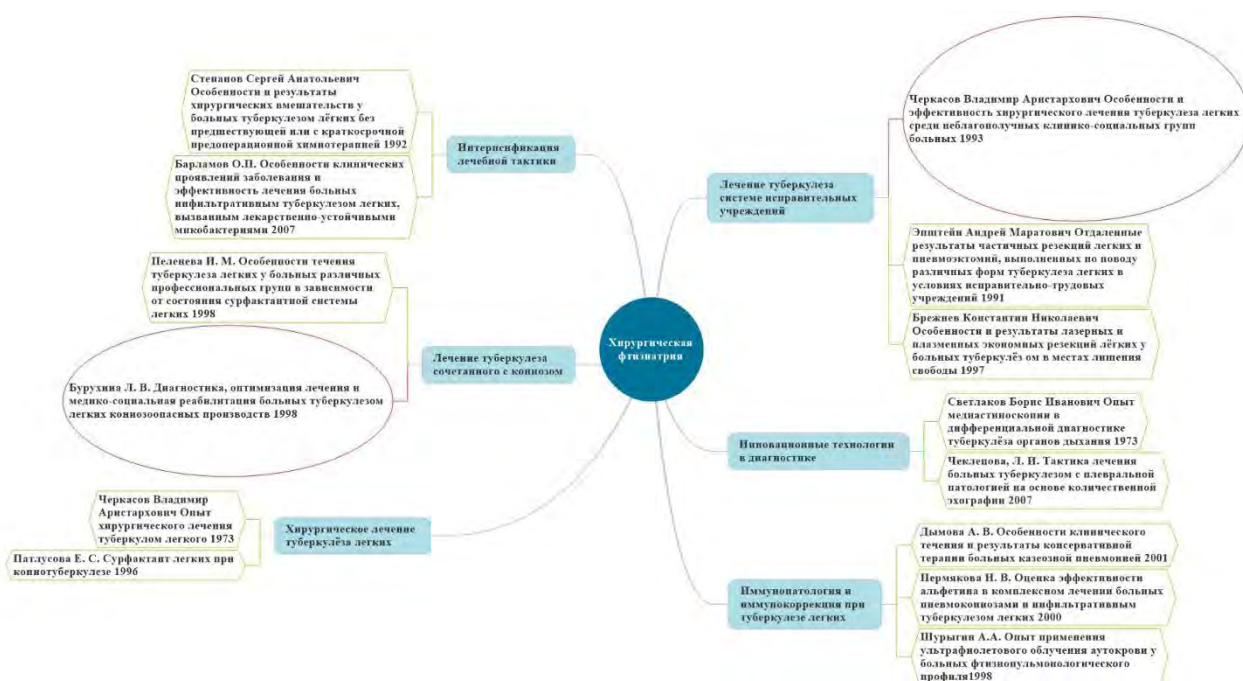 Степанов Сергей Анатольевич
Особенности и результаты
хирургических вмешательств у
больных туберкулезом лёгких без
предшествующей или с краткосрочной
предоперационной химиотерапией 1992
Барламов О.П. Особенности клинических
проявлений заболевания и
эффективность лечения больных
инфильтративным туберкулезом легких,
вызванным лекарственно-устойчивыми
микобактериями 2007
Интерпенфикация
лечебной тактики
Пеленева И. М. Особенности течения
туберкулеза легких у больных различных
профессиональных групп в зависимости
от состояния сурфактантной системы
легких 1998
Бурухина Л. В. Диагностика, оптимизация лечения и
медико-социальная реабилитация больных туберкулезом
легких кониозоопасных производств 1998
Лечение туберкулеза
сочетанного с кониозом
Черкасов Владимир
Аристархович Опыт
хирургического лечения
туберкулом легкого 1973
Патлусова Е. С. Сурфактант легких при
кониотуберкулезе 1996
Хирургическое лечение
туберкулёза легких
Хирургическая
фтизиатрия
Лечение туберкулеза
системе исправительных
учреждений
Черкасов Владимир Аристархович Особенности и
эффективность хирургического лечения туберкулеза легких
среди неблагополучных клинико-социальных групп
больных 1993
Эпштейн Андрей Маратович Отдаленные
результаты частичных резекций легких и
пневмоэктомий, выполненных по поводу
различных форм туберкулеза легких в
условиях исправительно-трудовых
учреждений 1991
Брежнев Константин Николаевич
Особенности и результаты лазерных и
плазменных экономных резекций лёгких у
больных туберкулёз ом в местах лишения
свободы 1997
Инновационные технологии
в диагностике
Светлаков Борис Иванович Опыт
медиастиноскопии в
дифференциальной диагностике
туберкулёза органов дыхания 1973
Чеклецова, Л. И. Тактика лечения
больных туберкулезом с плевральной
патологией на основе количественной
эхографии 2007
Иммунопатология и
иммунокоррекция при
туберкулезе легких
Дымова А. В. Особенности клинического
течения и результаты консервативной
терапии больных казеозной пневмонией 2001
Пермякова Н. В. Оценка эффективности
альфетина в комплексном лечении больных
пневмокониозами и инфильтративным
туберкулезом легких 2000
Шурыгин А.А. Опыт применения
ультрафиолетового облучения аутокрови у
больных фтизиопульмонологического
профиля1998